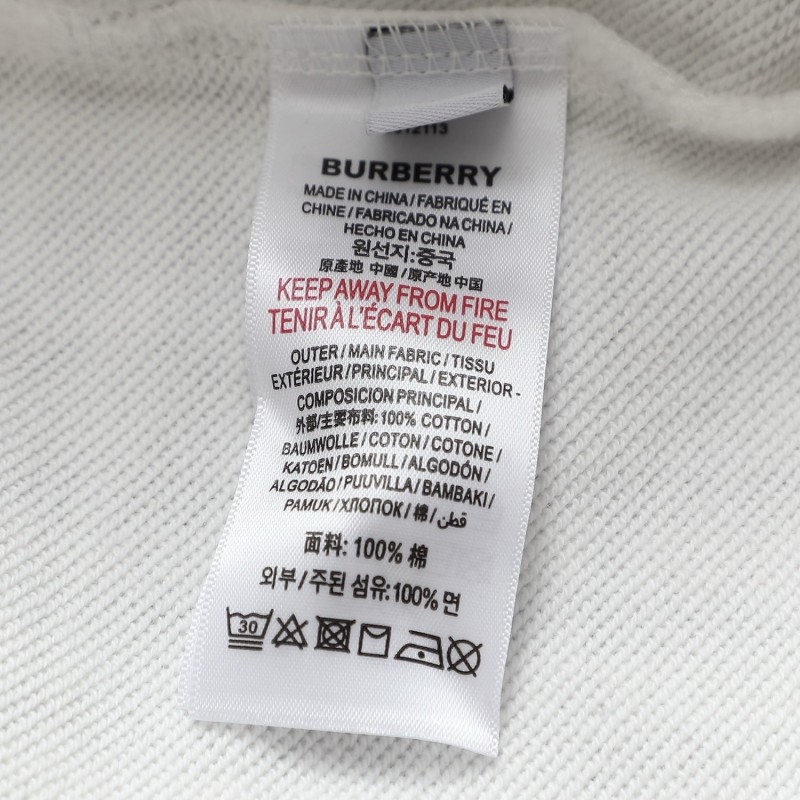 BURBERRY
MADE IN CHINA / FABRIQUÉ EN
CHINE / FABRICADO NA CHINA /
HECHO EN CHINA
원선지:중국
原產地 中國 / 原产地 中国
KEEP AWAY FROM FIRE
TENIR À L'ÉCART DU FEU
OUTER / MAIN FABRIC / TISSU
EXTÉRIEUR / PRINCIPAL / EXTERIOR -
COMPOSICION PRINCIPAL /
外部/主要布料: 100% COTTON /
BAUMWOLLE / COTON / COTONE /
KATOEN / BOMULL / ALGODÓN /
ALGODÃO / PUUVILLA / BAMBAKI /
PAMUK / ХЛОПОК / 棉 / قطن
面料: 100% 棉
외부 / 주된 섬유: 100% 면
30